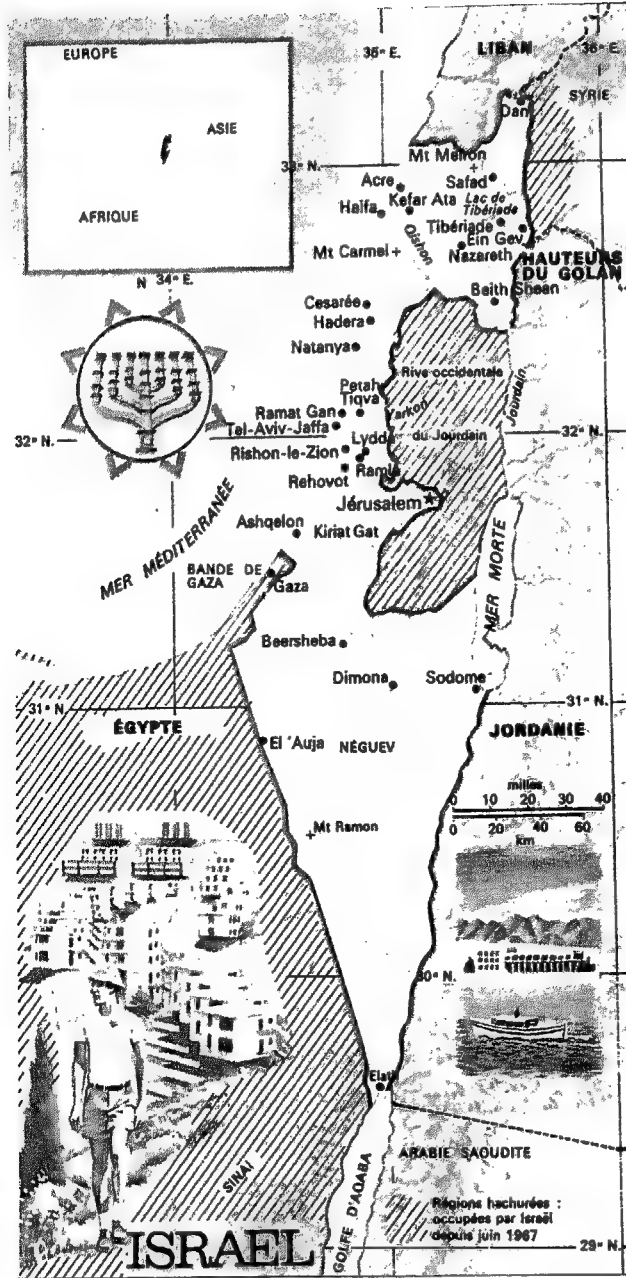 EUROPE
ASIE
AFRIQUE
35° E.
LIBAN
36° E.
Dan
SYRIE
33° N.
Mt Meiron
Acre
Safad
Kefar Ata
Lac de
Tibériade
Haifa
Tibériade
Qishon
Ein Gev
Mt Carmel
Nazareth
HAUTEURS
DU GOLAN
N 34° E.
Beith Shean
Cesarée
Hadera
Natanya
Rive occidentale
Petah
Tiqva
Jourdain
Ramat Gan
Yarkon
Tel-Aviv-Jaffa
32° N.
32° N.
Lydda
du Jourdain
Rishon-le-Zion
Ramla
Rehovot
Jérusalem
MER MÉDITERRANÉE
Ashqelon
Kiriat Gat
MER MORTE
BANDE DE
GAZA
Gaza
Beersheba
Dimona
Sodome
31° N.
31° N.
ÉGYPTE
JORDANIE
El 'Auja
NÉGUEV
milles
0 10 20 30 40
0 20 40 60
km
Mt Ramon
30° N.
Elath
SINAÏ
GOLFE D'AQABA
ARABIE SAOUDITE
Régions hachurées :
occupées par Israël
depuis juin 1967
29° N.
ISRAEL